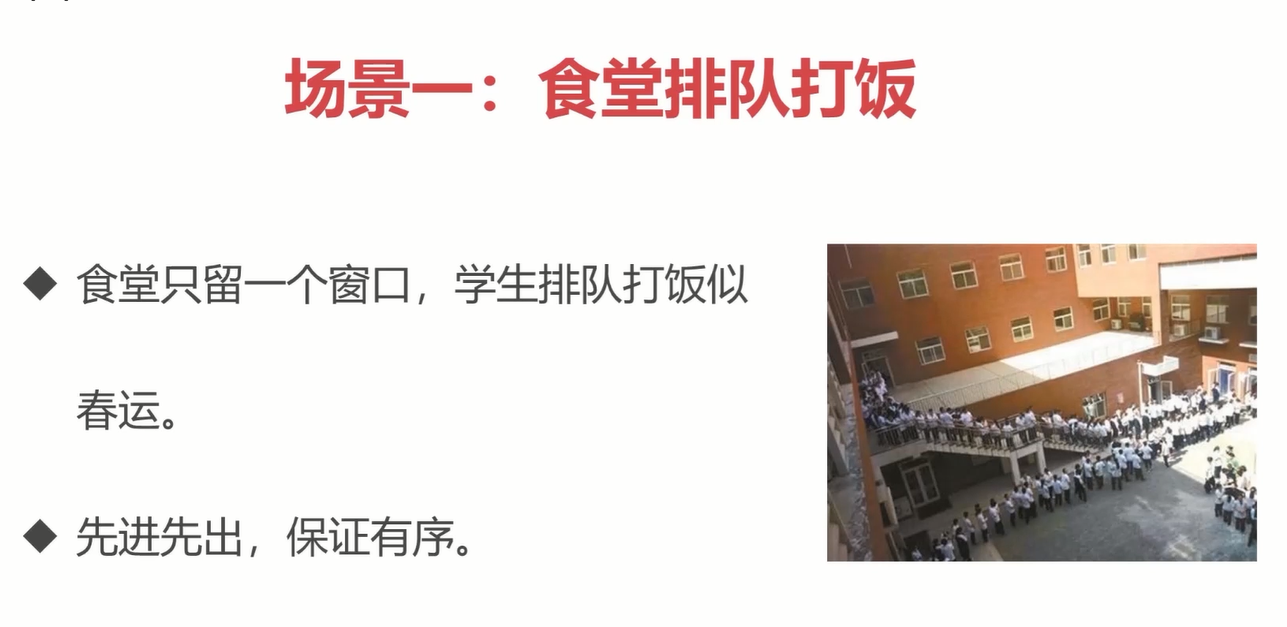 场景一：食堂排队打饭
◆ 食堂只留一个窗口，学生排队打饭似
春运。
◆ 先进先出，保证有序。